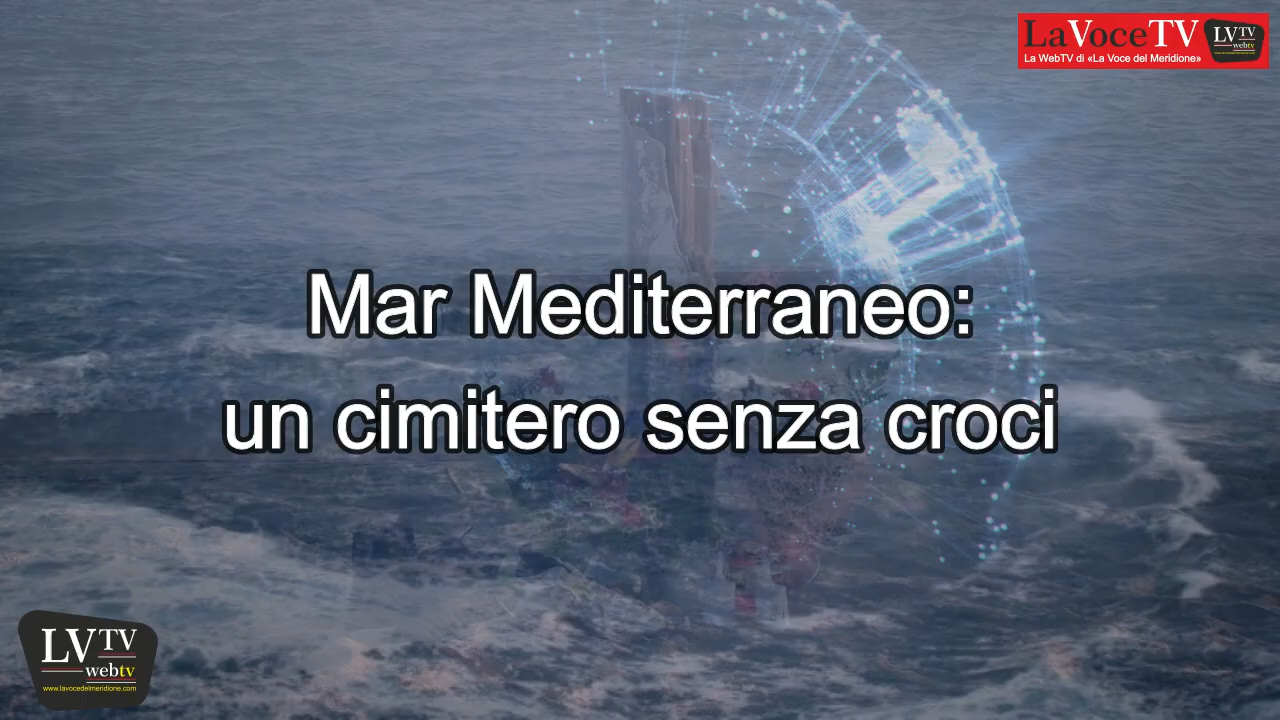 LaVoceTV
LVTV
webtv
La WebTV di «La Voce del Meridione»
Mar Mediterraneo:
un cimitero senza croci
LVTV
webtv
www.lavocedelmeridione.com